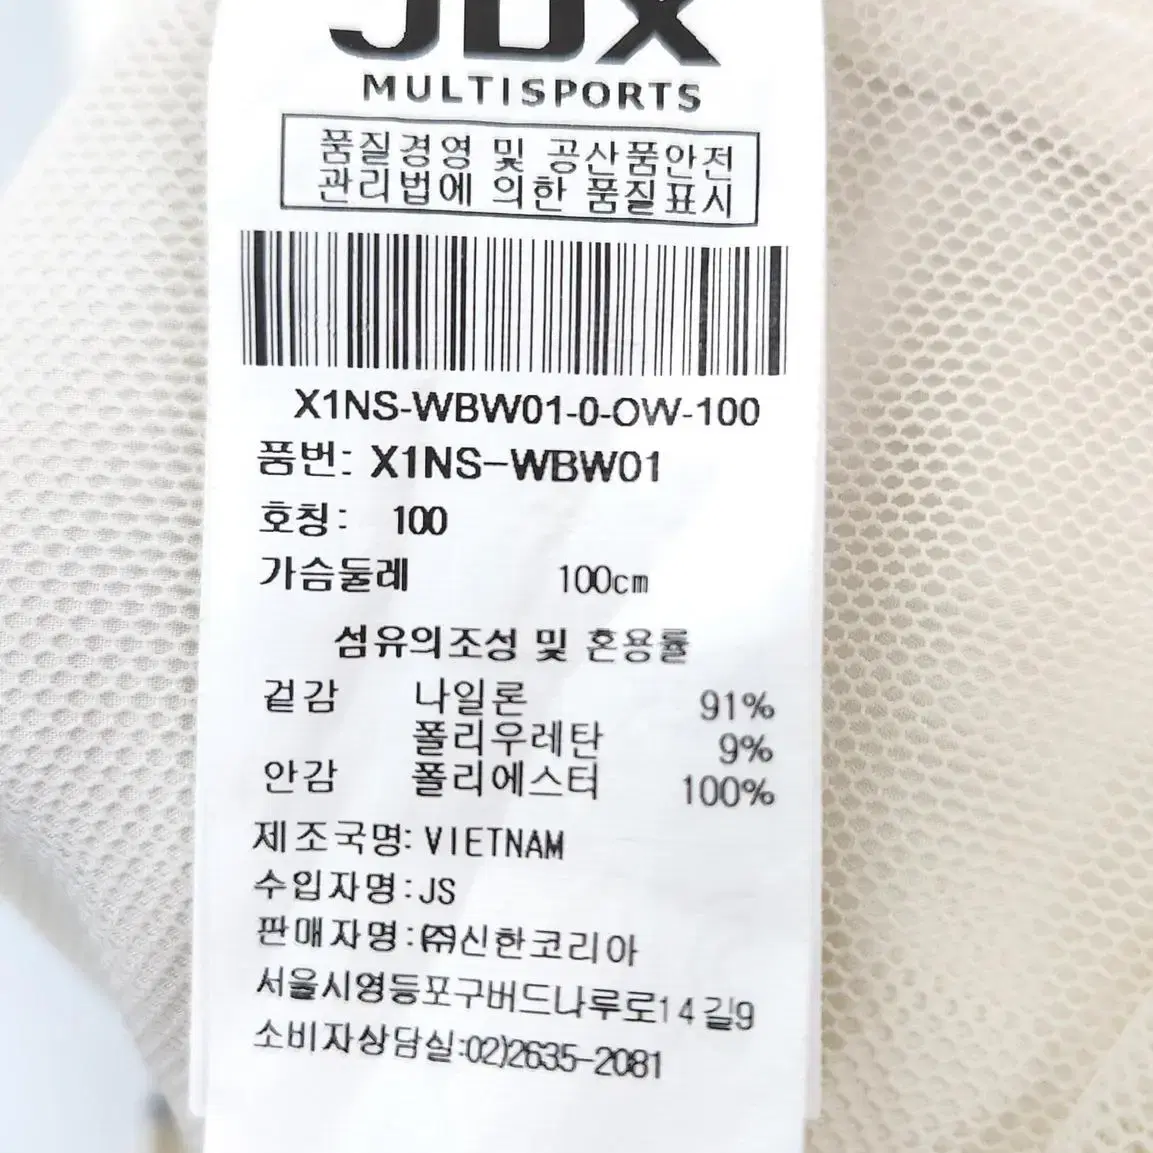 JDX
MULTISPORTS
품질경영 및 공산품안전
관리법에 의한 품질표시
X1NS-WBW01-0-OW-100
품번: X1NS-WBW01
호칭: 100
가슴둘레 100cm
섬유의조성 및 혼용률
겉감 나일론 91%
폴리우레탄 9%
안감 폴리에스터 100%
제조국명: VIETNAM
수입자명:JS
판매자명:㈜신한코리아
서울시영등포구버드나루로14길9
소비자상담실:02)2635-2081